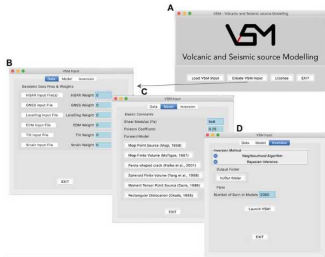 A
VSM - Volcanic and Seismic source Modelling
VSM
Volcanic and Seismic source Modelling
Load VSM Input
Create VSM Input
License
EXIT
B
VSM Input
Data
Model
Inversion
Geodetic Data Files & Weights
InSAR Input File(s)
InSAR Weight
GNSS Input File
GNSS Weight
Levelling Input File
Levelling Weight
EDM Input File
EDM Weight
Tilt Input File
Tilt Weight
Strain Input File
Strain Weight
EXIT
C
VSM Input
Data
Model
Inversion
Elastic Constants
Shear Modulus (Pa)
5e9
Poisson Coefficient
0.25
Forward Model
Mogi Point Source (Mogi, 1958)
Mogi Finite Volume (McTigue, 1987)
Penny-shaped crack (Fialko et al., 2001)
Spheroid Finite Volume (Yang et al., 1988)
Moment Tensor Point Source (Davis, 1986)
Rectangular Dislocation (Okada, 1985)
EXIT
D
VSM Input
Data
Model
Inversion
Inversion Method
Neighbourhood Algorithm
Bayesian Inference
Output Folder
Output folder
Plots
Number of Burn-in Models
2000
Launch VSM!
EXIT